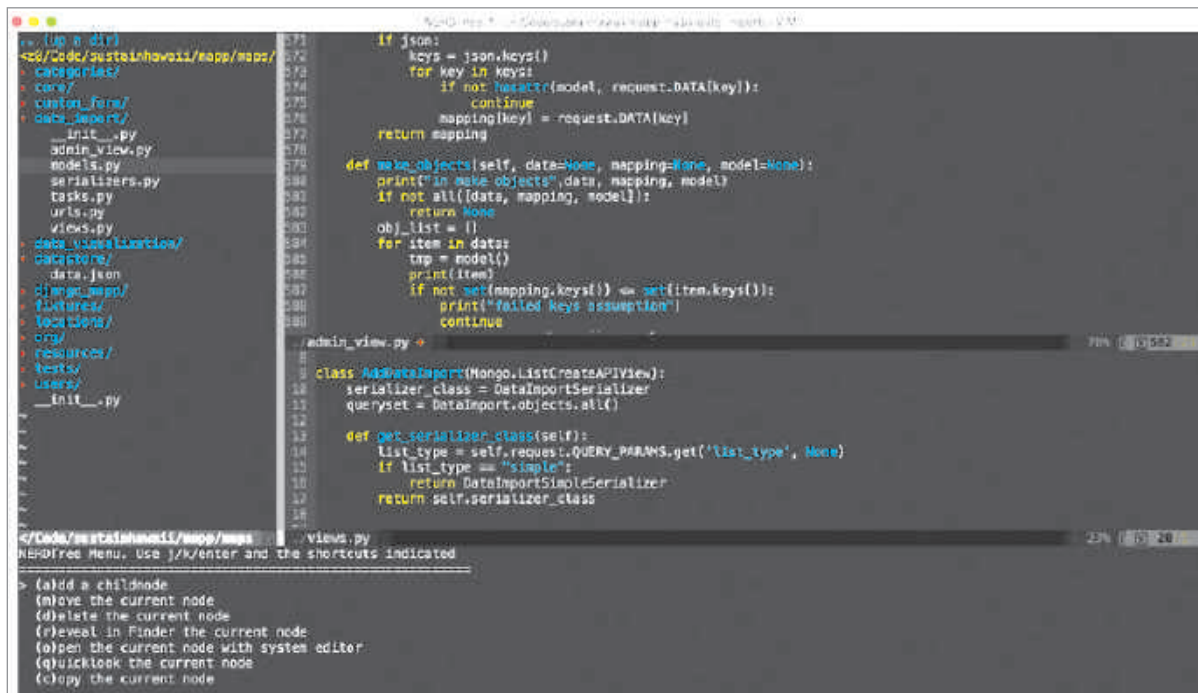 .. (up a dir)
<e8/Code/sustainhawaii/mapp/maps/
categories/
core/
custom_form/
data_import/
__init__.py
admin_view.py
models.py
serializers.py
tasks.py
urls.py
views.py
data_visualization/
datastore/
data.json
django_mapp/
fixtures/
locations/
org/
resources/
tests/
users/
__init__.py
</Code/sustainhawaii/mapp/maps
571 if json:
572 keys = json.keys()
573 for key in keys:
574 if not hasattr(model, request.DATA[key]):
575 continue
576 mapping[key] = request.DATA[key]
577 return mapping
578
579 def make_objects(self, data=None, mapping=None, model=None):
580 print("in make objects",data, mapping, model)
581 if not all([data, mapping, model]):
582 return None
583 obj_list = []
584 for item in data:
585 tmp = model()
586 print(item)
587 if not set(mapping.keys()) <= set(item.keys()):
588 print("failed keys assumption")
589 continue
./admin_view.py + 70% 582
8
9 class AddDataImport(Mongo.ListCreateAPIView):
10 serializer_class = DataImportSerializer
11 queryset = DataImport.objects.all()
12
13 def get_serializer_class(self):
14 list_type = self.request.QUERY_PARAMS.get('list_type', None)
15 if list_type == "simple":
16 return DataImportSimpleSerializer
17 return self.serializer_class
18
./views.py 23% 20
NERDTree Menu. Use j/k/enter and the shortcuts indicated
==========================================================
> (a)dd a childnode
(m)ove the current node
(d)elete the current node
(r)eveal in Finder the current node
(o)pen the current node with system editor
(q)uicklook the current node
(c)opy the current node